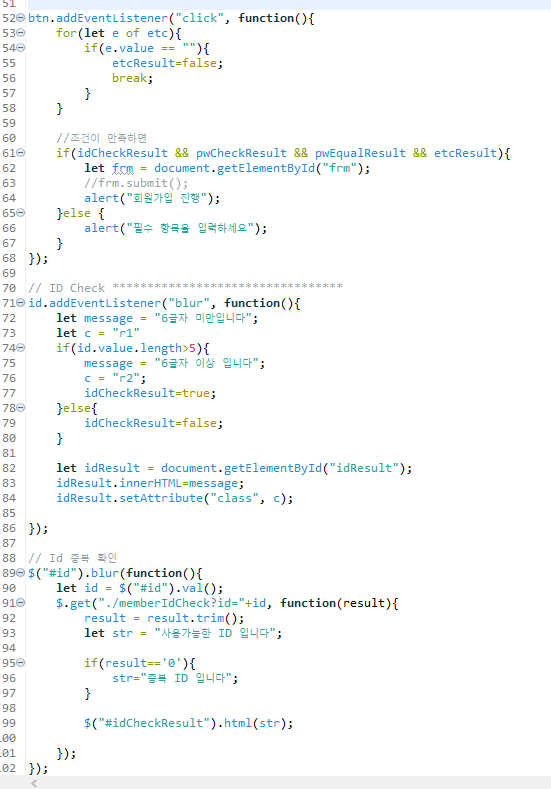 51
52 btn.addEventListener("click", function(){
53 for(let e of etc){
54 if(e.value == ""){
55 etcResult=false;
56 break;
57 }
58 }
59
60 //조건이 만족하면
61 if(idCheckResult && pwCheckResult && pwEqualResult && etcResult){
62 let frm = document.getElementById("frm");
63 //frm.submit();
64 alert("회원가입 진행");
65 }else {
66 alert("필수 항목을 입력하세요");
67 }
68 });
69
70 // ID Check *********************************
71 id.addEventListener("blur", function(){
72 let message = "6글자 미만입니다";
73 let c = "r1"
74 if(id.value.length>5){
75 message = "6글자 이상 입니다";
76 c = "r2";
77 idCheckResult=true;
78 }else{
79 idCheckResult=false;
80 }
81
82 let idResult = document.getElementById("idResult");
83 idResult.innerHTML=message;
84 idResult.setAttribute("class", c);
85
86 });
87
88 // Id 중복 확인
89 $("#id").blur(function(){
90 let id = $("#id").val();
91 $.get("./memberIdCheck?id="+id, function(result){
92 result = result.trim();
93 let str = "사용가능한 ID 입니다";
94
95 if(result=='0'){
96 str="중복 ID 입니다";
97 }
98
99 $("#idCheckResult").html(str);
00
01 });
02 });